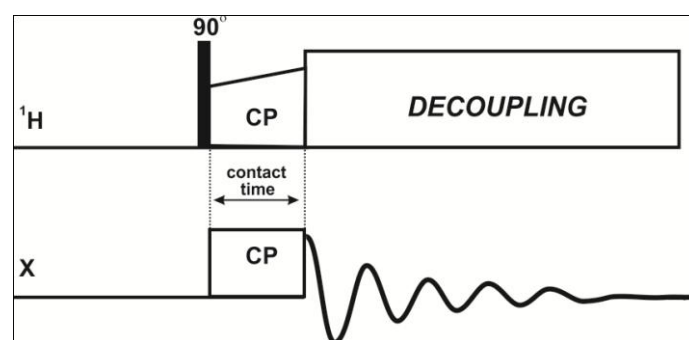 90°
¹H
CP
DECOUPLING
contact
time
X
CP